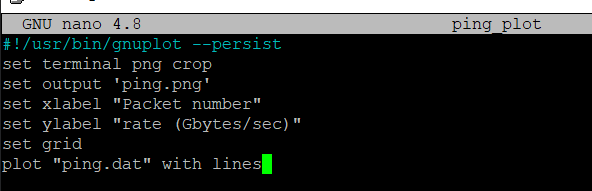 GNU nano 4.8 ping_plot
#!/usr/bin/gnuplot --persist
set terminal png crop
set output 'ping.png'
set xlabel "Packet number"
set ylabel "rate (Gbytes/sec)"
set grid
plot "ping.dat" with lines